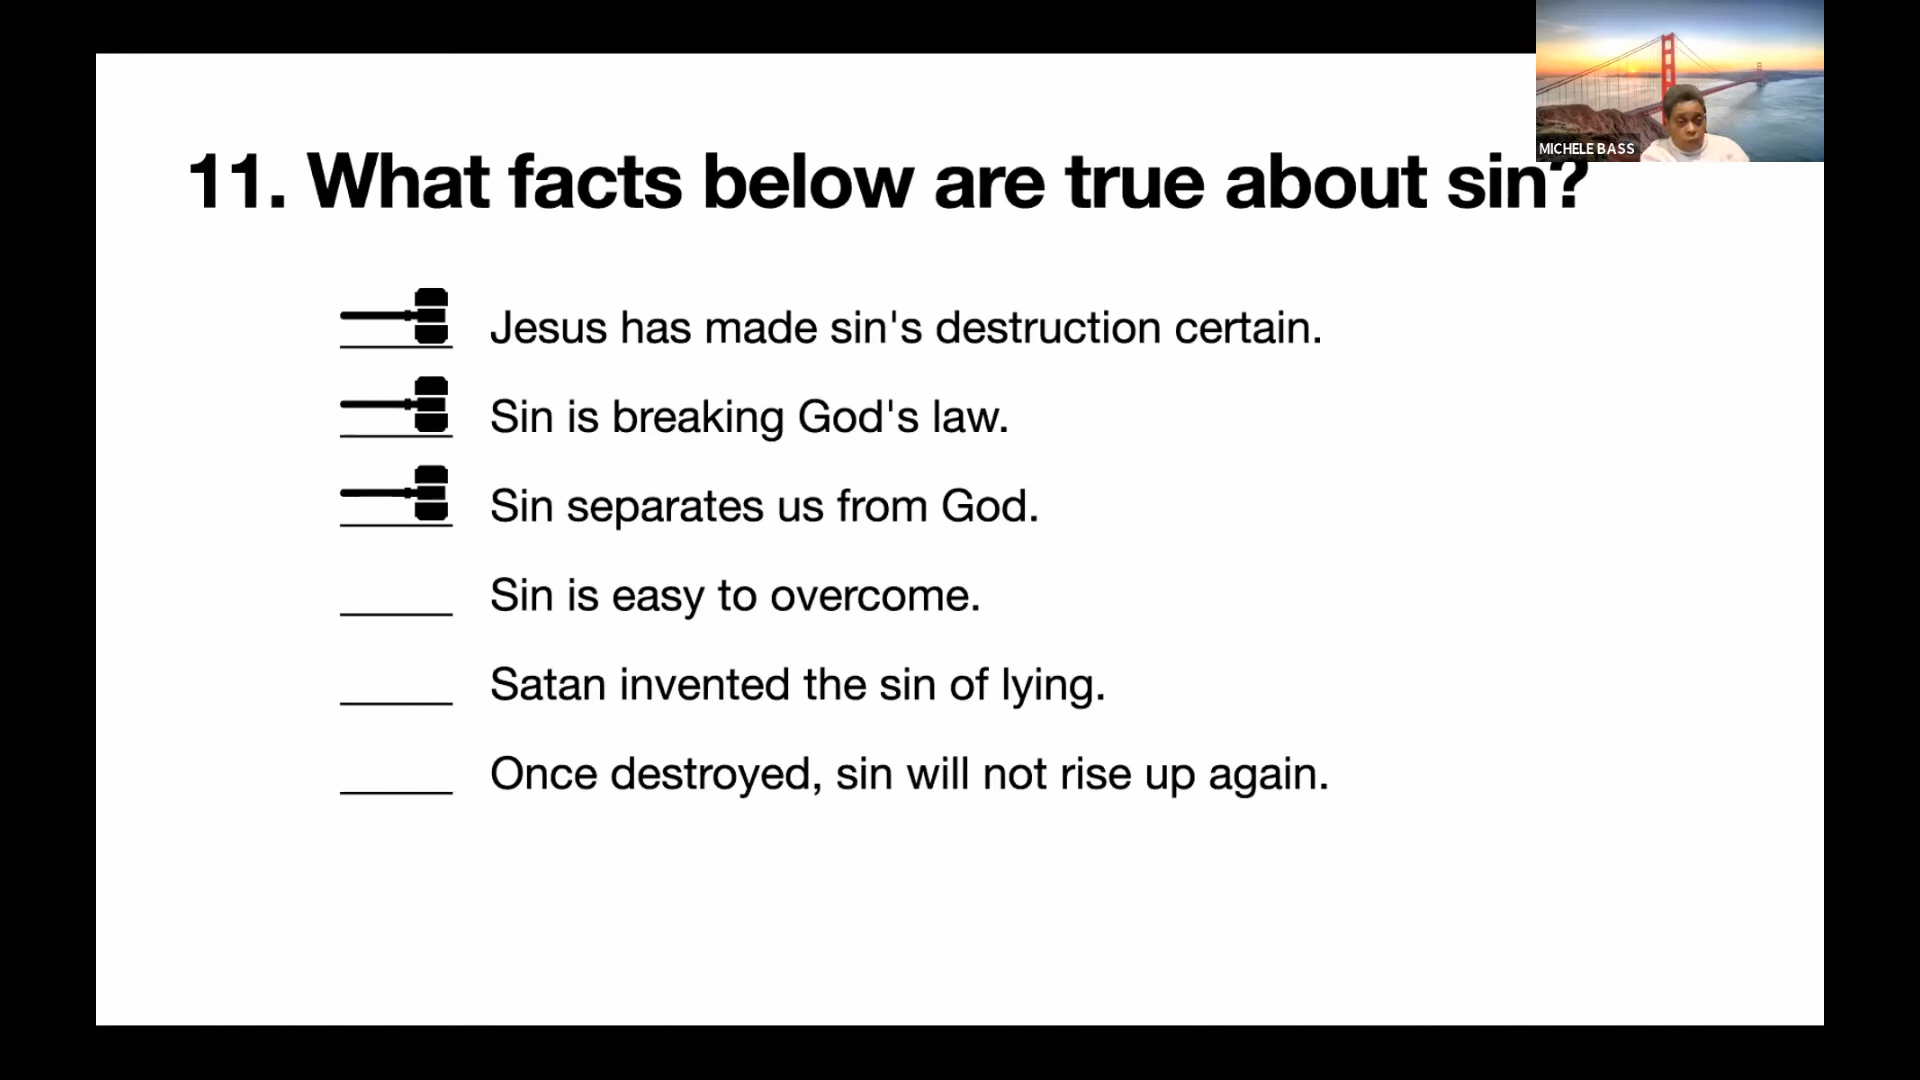 MICHELE BASS
11. What facts below are true about sin?
Jesus has made sin's destruction certain.
Sin is breaking God's law.
Sin separates us from God.
Sin is easy to overcome.
Satan invented the sin of lying.
Once destroyed, sin will not rise up again.